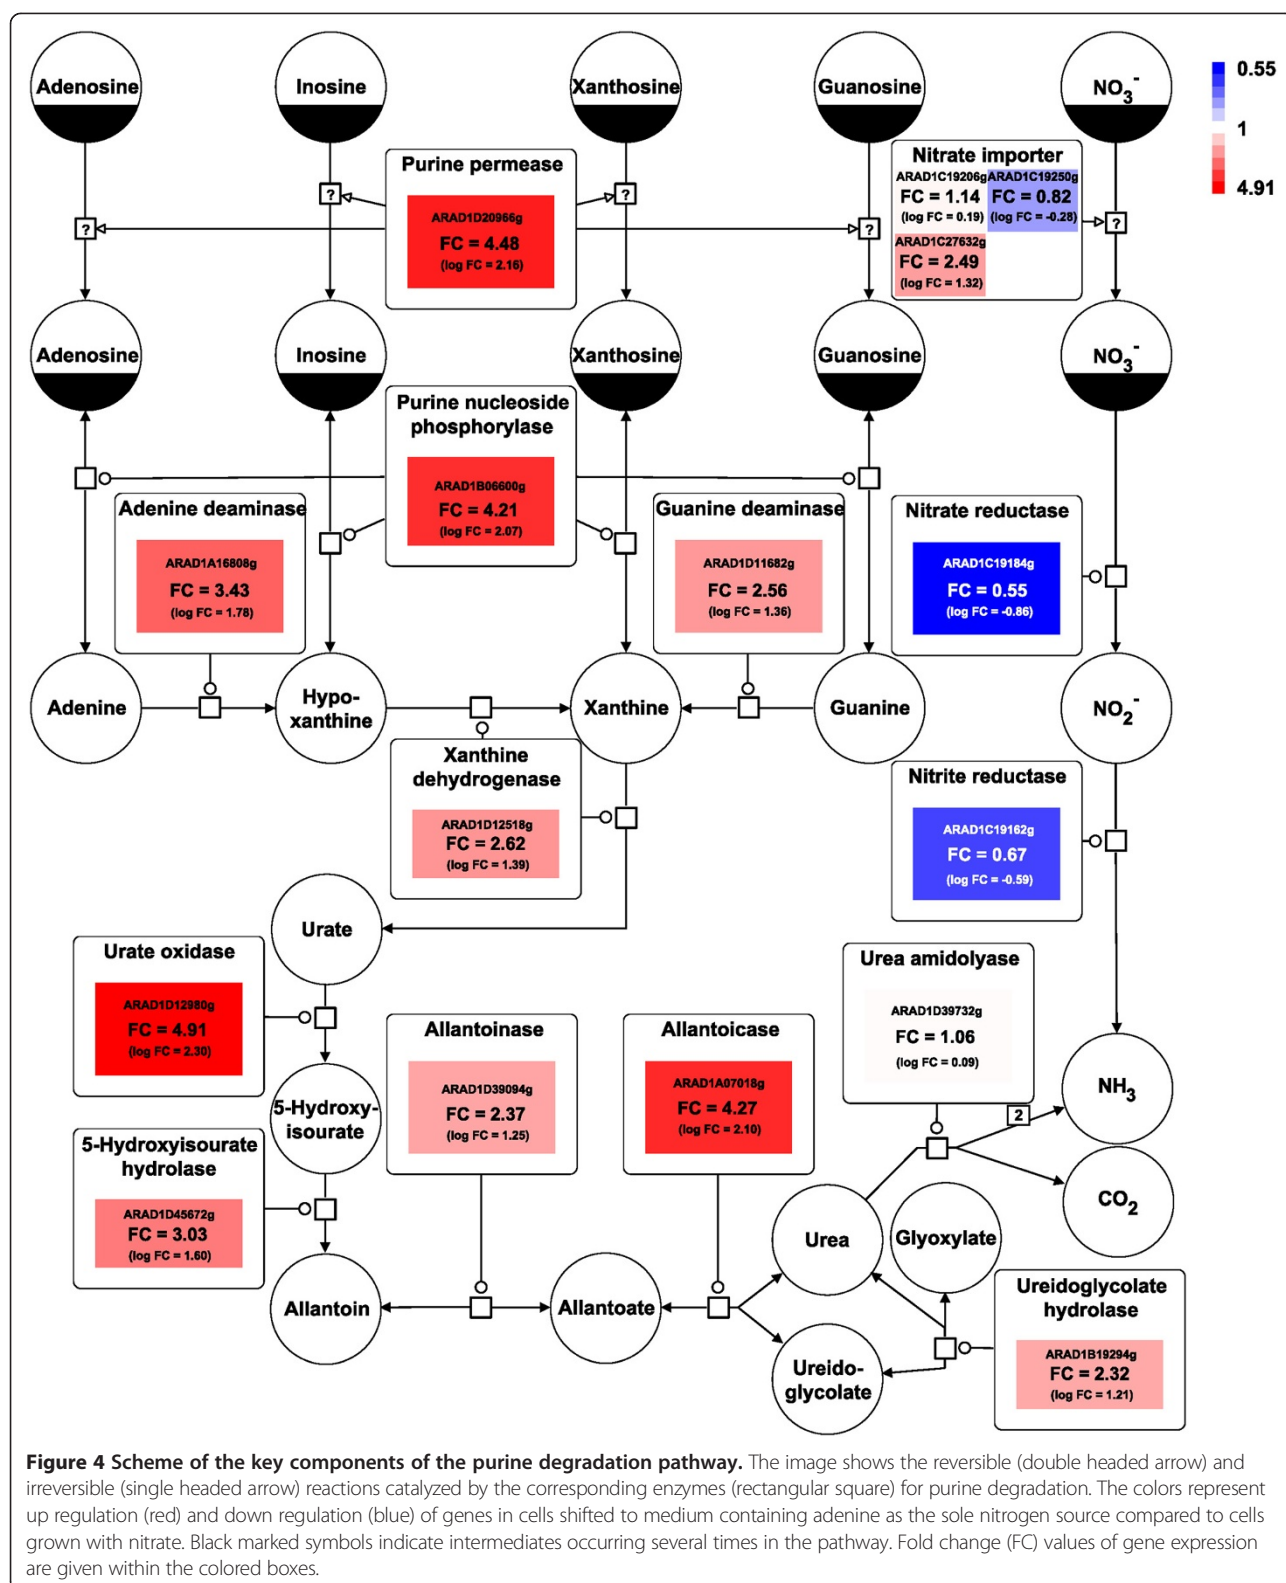 Adenosine
Inosine
Xanthosine
Guanosine
NO3-
0.55
1
4.91
Purine permease
ARAD1D20966g
FC = 4.48
(log FC = 2.16)
Nitrate importer
ARAD1C19206g
FC = 1.14
(log FC = 0.19)
ARAD1C19250g
FC = 0.82
(log FC = -0.28)
ARAD1C27632g
FC = 2.49
(log FC = 1.32)
?
?
?
?
?
Adenosine
Inosine
Xanthosine
Guanosine
NO3-
Purine nucleoside
phosphorylase
ARAD1B06600g
FC = 4.21
(log FC = 2.07)
Adenine deaminase
ARAD1A16808g
FC = 3.43
(log FC = 1.78)
Guanine deaminase
ARAD1D11682g
FC = 2.56
(log FC = 1.36)
Nitrate reductase
ARAD1C19184g
FC = 0.55
(log FC = -0.86)
Adenine
Hypo-
xanthine
Xanthine
Guanine
NO2-
Xanthine
dehydrogenase
ARAD1D12518g
FC = 2.62
(log FC = 1.39)
Nitrite reductase
ARAD1C19162g
FC = 0.67
(log FC = -0.59)
Urate
Urate oxidase
ARAD1D12980g
FC = 4.91
(log FC = 2.30)
Allantoinase
ARAD1D39094g
FC = 2.37
(log FC = 1.25)
Allantoicase
ARAD1A07018g
FC = 4.27
(log FC = 2.10)
Urea amidolyase
ARAD1D39732g
FC = 1.06
(log FC = 0.09)
5-Hydroxy-
isourate
2
NH3
5-Hydroxyisourate
hydrolase
ARAD1D45672g
FC = 3.03
(log FC = 1.60)
CO2
Urea
Glyoxylate
Allantoin
Allantoate
Ureido-
glycolate
Ureidoglycolate
hydrolase
ARAD1B19294g
FC = 2.32
(log FC = 1.21)
Figure 4 Scheme of the key components of the purine degradation pathway. The image shows the reversible (double headed arrow) and
irreversible (single headed arrow) reactions catalyzed by the corresponding enzymes (rectangular square) for purine degradation. The colors represent
up regulation (red) and down regulation (blue) of genes in cells shifted to medium containing adenine as the sole nitrogen source compared to cells
grown with nitrate. Black marked symbols indicate intermediates occurring several times in the pathway. Fold change (FC) values of gene expression
are given within the colored boxes.